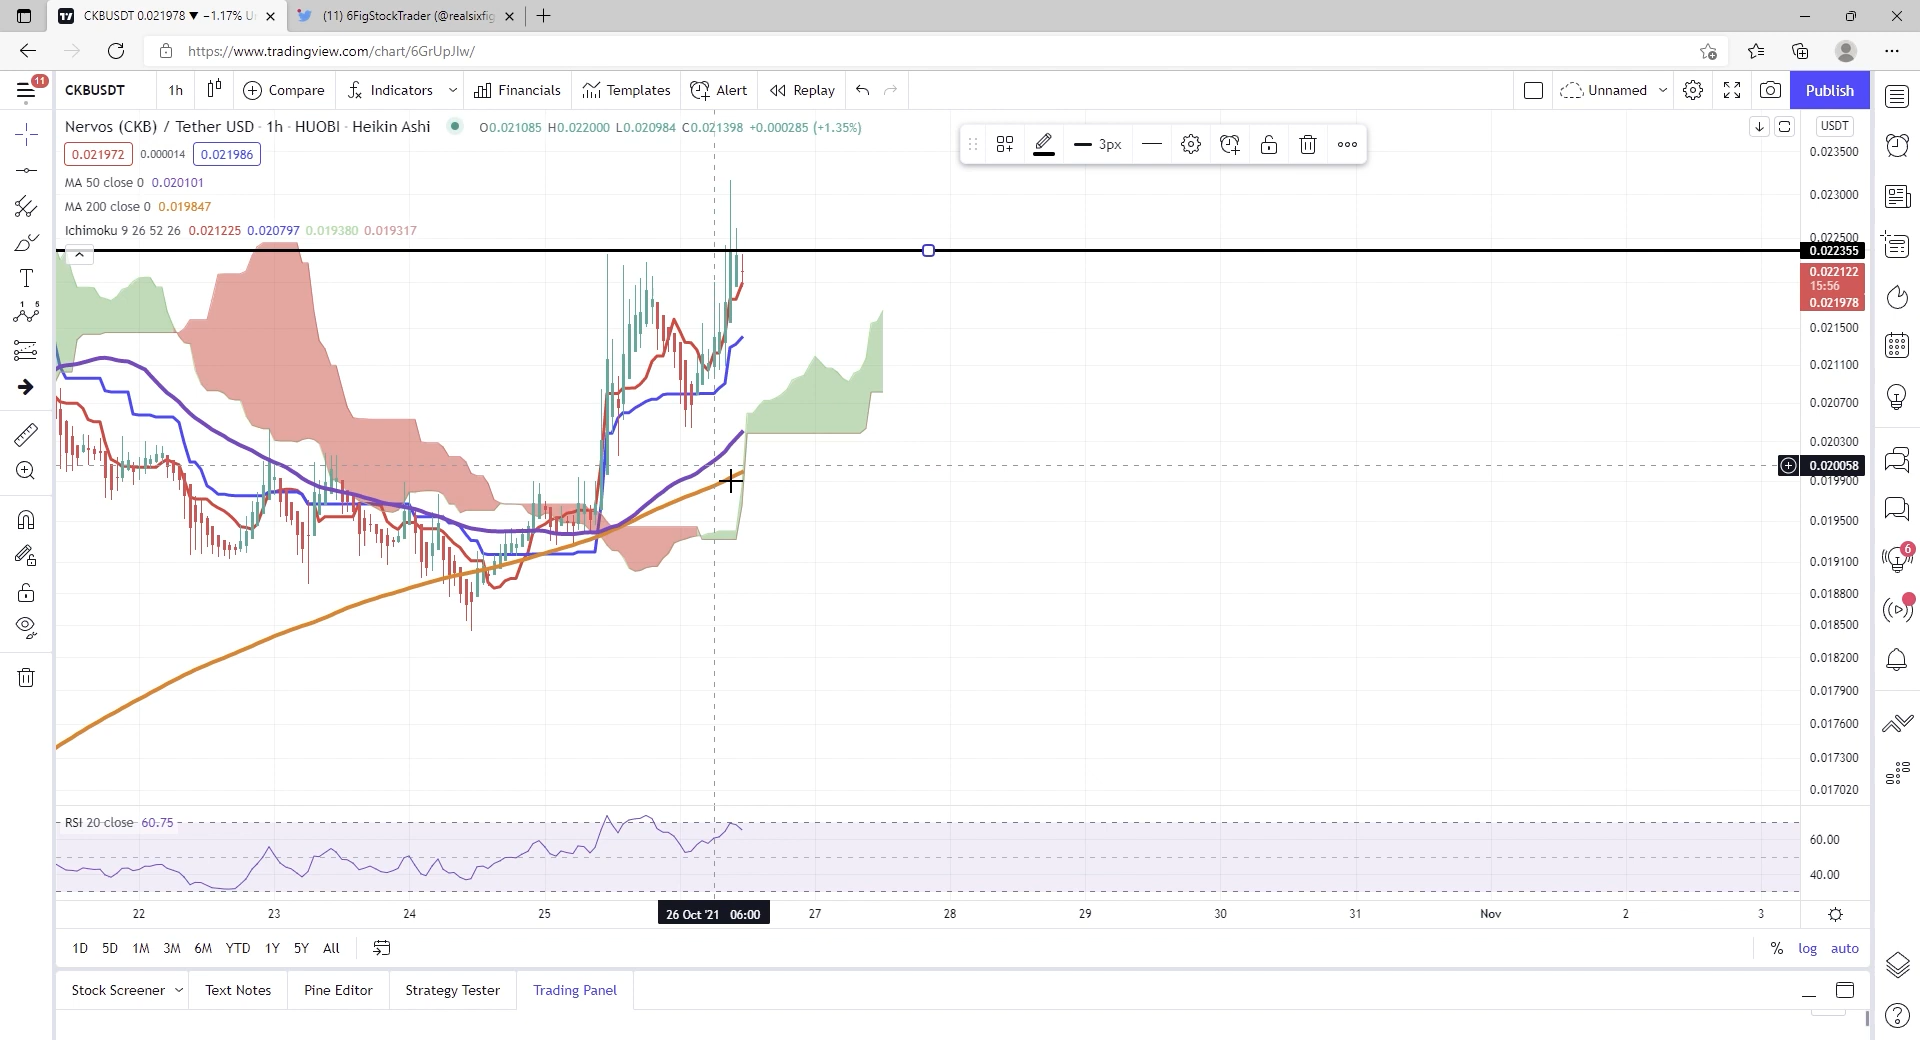 CKBUSDT 0.021978 ▼ −1.17% U
(11) 6FigStockTrader (@realsixfig
https://www.tradingview.com/chart/6GrUpJIw/
11
CKBUSDT 1h Compare Indicators Financials Templates Alert Replay Unnamed Publish
Nervos (CKB) / Tether USD · 1h · HUOBI · Heikin Ashi O0.021085 H0.022000 L0.020984 C0.021398 +0.000285 (+1.35%)
USDT
3px
0.021972 0.000014 0.021986
MA 50 close 0 0.020101
MA 200 close 0 0.019847
Ichimoku 9 26 52 26 0.021225 0.020797 0.019380 0.019317
0.023500
0.023000
0.022500
0.022355
0.022122
15:56
0.021978
0.021500
0.021100
0.020700
0.020300
0.020058
0.019900
0.019500
0.019100
0.018800
0.018500
0.018200
0.017900
0.017600
0.017300
0.017020
6
RSI 20 close 60.75
60.00
40.00
22 23 24 25 26 Oct '21 06:00 27 28 29 30 31 Nov 2 3
1D 5D 1M 3M 6M YTD 1Y 5Y All % log auto
Stock Screener Text Notes Pine Editor Strategy Tester Trading Panel